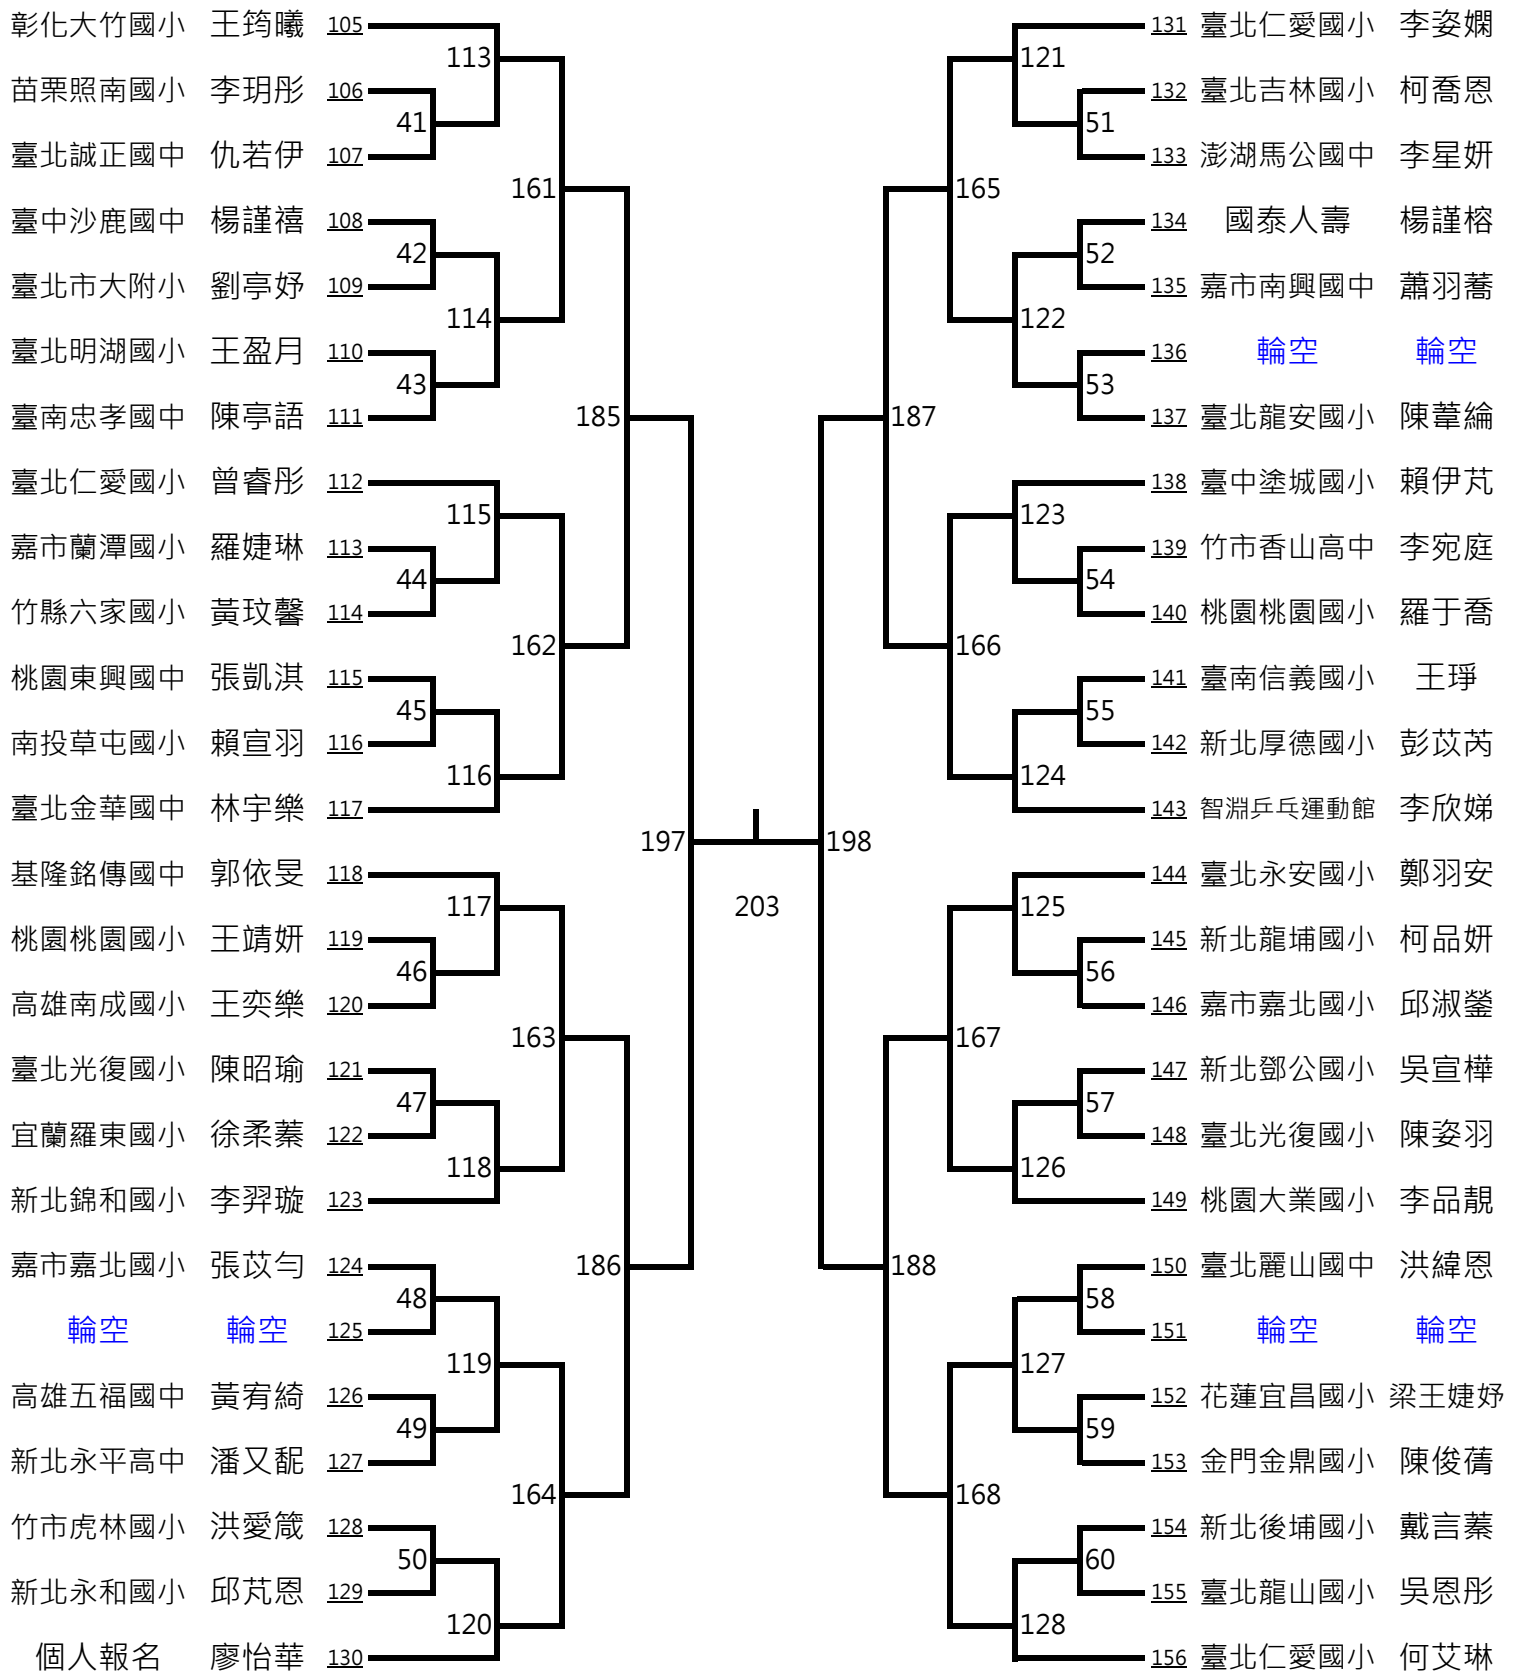 彰化大竹國小 王筠曦 105
113
苗栗照南國小 李玥彤 106
41
臺北誠正國中 仇若伊 107
161
臺中沙鹿國中 楊謹禧 108
42
臺北市大附小 劉亭妤 109
114
臺北明湖國小 王盈月 110
43
臺南忠孝國中 陳亭語 111
185
臺北仁愛國小 曾睿彤 112
115
嘉市蘭潭國小 羅婕琳 113
44
竹縣六家國小 黃玟馨 114
162
桃園東興國中 張凱淇 115
45
南投草屯國小 賴宣羽 116
116
臺北金華國中 林宇樂 117
197
基隆銘傳國中 郭依旻 118
117
桃園桃園國小 王靖妍 119
46
高雄南成國小 王奕樂 120
163
臺北光復國小 陳昭瑜 121
47
宜蘭羅東國小 徐柔蓁 122
118
新北錦和國小 李羿璇 123
186
嘉市嘉北國小 張苡勻 124
48
輪空 輪空 125
119
高雄五福國中 黃宥綺 126
49
新北永平高中 潘又馜 127
164
竹市虎林國小 洪愛箴 128
50
新北永和國小 邱芃恩 129
120
個人報名 廖怡華 130
203
131 臺北仁愛國小 李姿嫻
121
132 臺北吉林國小 柯喬恩
51
133 澎湖馬公國中 李星妍
165
134 國泰人壽 楊謹榕
52
135 嘉市南興國中 蕭羽蕎
122
136 輪空 輪空
53
137 臺北龍安國小 陳葦綸
187
138 臺中塗城國小 賴伊芃
123
139 竹市香山高中 李宛庭
54
140 桃園桃園國小 羅于喬
166
141 臺南信義國小 王琤
55
142 新北厚德國小 彭苡芮
124
143 智淵乒乓運動館 李欣娣
198
144 臺北永安國小 鄭羽安
125
145 新北龍埔國小 柯品妍
56
146 嘉市嘉北國小 邱淑鎣
167
147 新北鄧公國小 吳宣樺
57
148 臺北光復國小 陳姿羽
126
149 桃園大業國小 李品靚
188
150 臺北麗山國中 洪緯恩
58
151 輪空 輪空
127
152 花蓮宜昌國小 梁王婕妤
59
153 金門金鼎國小 陳俊蒨
168
154 新北後埔國小 戴言蓁
60
155 臺北龍山國小 吳恩彤
128
156 臺北仁愛國小 何艾琳